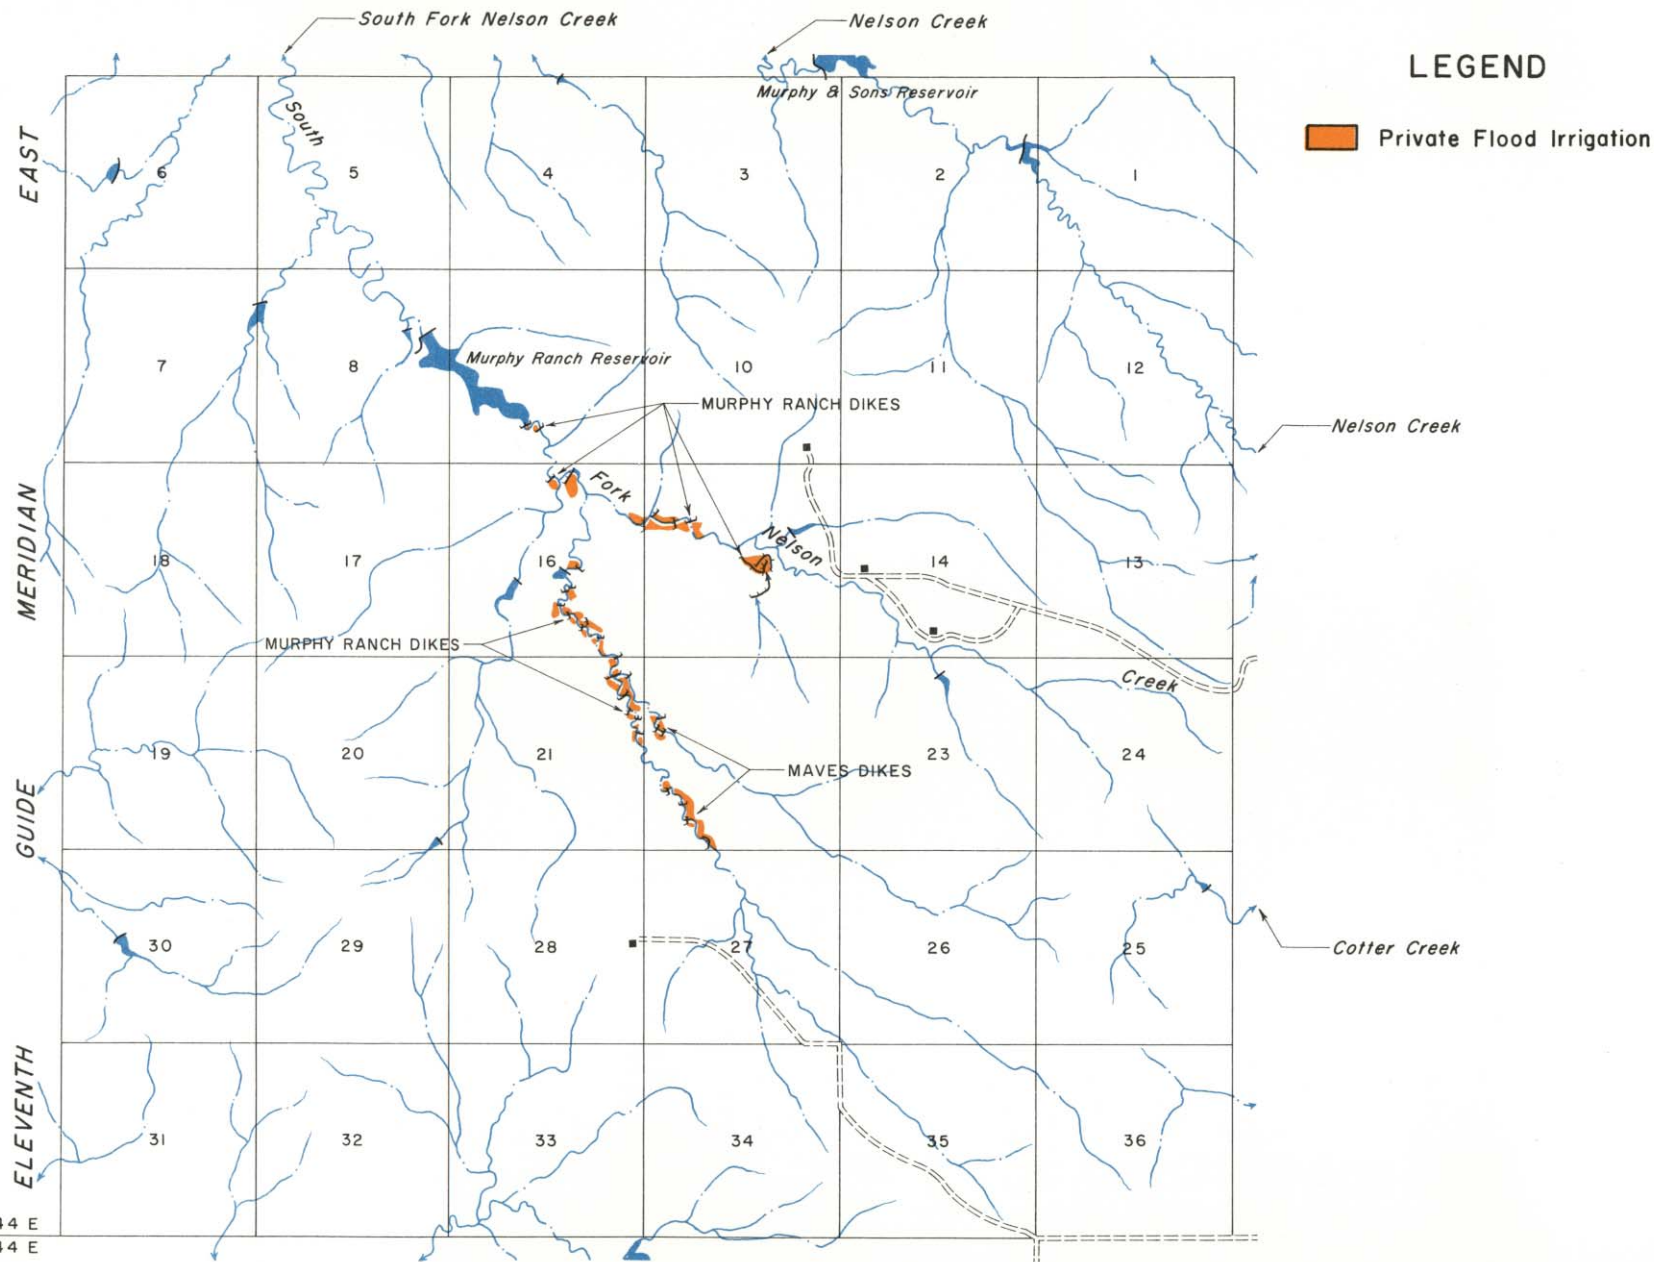 South Fork Nelson Creek
Nelson Creek
LEGEND
Murphy & Sons Reservoir
Private Flood Irrigation
South
EAST
6
5
4
3
2
1
7
8
Murphy Ranch Reservoir
10
11
12
MURPHY RANCH DIKES
Nelson Creek
MERIDIAN
Fork
Nelson
18
17
16
14
13
MURPHY RANCH DIKES
Creek
19
20
21
23
24
MAVES DIKES
GUIDE
30
29
28
27
26
25
Cotter Creek
ELEVENTH
31
32
33
34
35
36
44 E
44 E